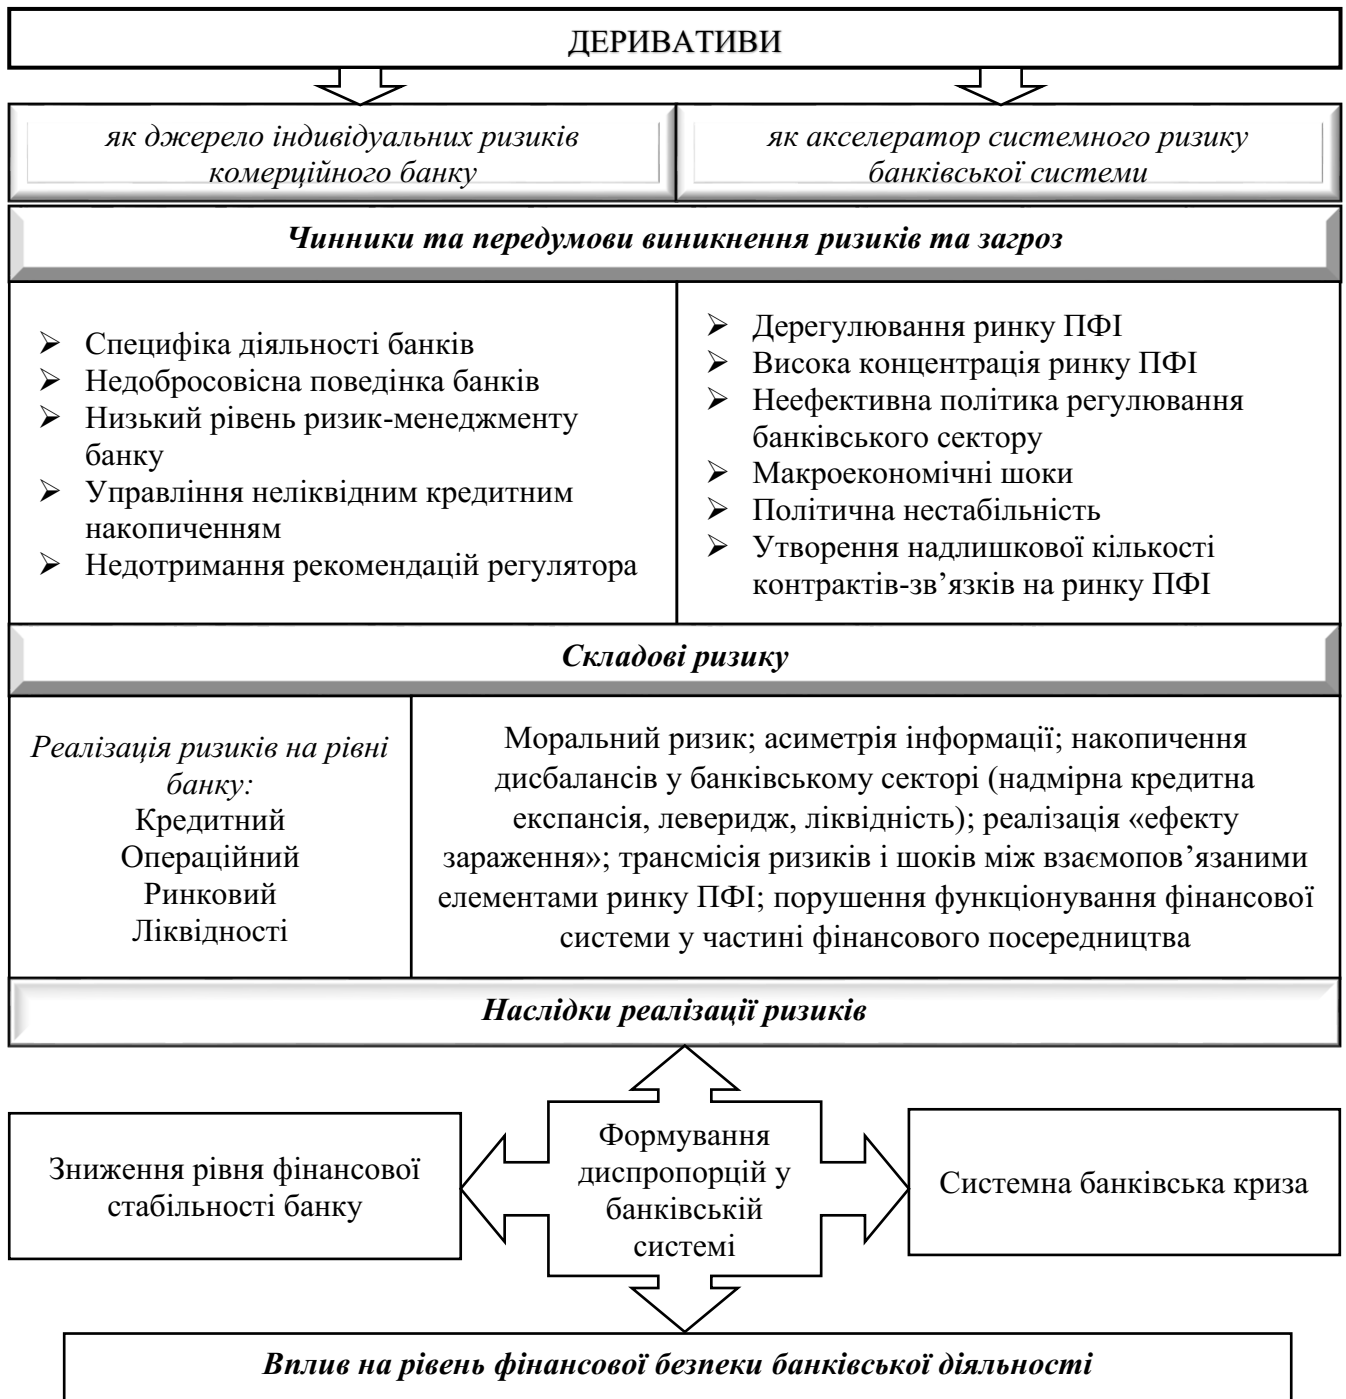 ДЕРИВАТИВИ
як джерело індивідуальних ризиків
комерційного банку
як акселератор системного ризику
банківської системи
Чинники та передумови виникнення ризиків та загроз
➢ Специфіка діяльності банків
➢ Недобросовісна поведінка банків
➢ Низький рівень ризик-менеджменту
банку
➢ Управління неліквідним кредитним
накопиченням
➢ Недотримання рекомендацій регулятора
➢ Дерегулювання ринку ПФІ
➢ Висока концентрація ринку ПФІ
➢ Неефективна політика регулювання
банківського сектору
➢ Макроекономічні шоки
➢ Політична нестабільність
➢ Утворення надлишкової кількості
контрактів-зв’язків на ринку ПФІ
Складові ризику
Реалізація ризиків на рівні
банку:
Кредитний
Операційний
Ринковий
Ліквідності
Моральний ризик; асиметрія інформації; накопичення
дисбалансів у банківському секторі (надмірна кредитна
експансія, леверидж, ліквідність); реалізація «ефекту
зараження»; трансмісія ризиків і шоків між взаємопов’язаними
елементами ринку ПФІ; порушення функціонування фінансової
системи у частині фінансового посередництва
Наслідки реалізації ризиків
Зниження рівня фінансової
стабільності банку
Формування
диспропорцій у
банківській
системі
Системна банківська криза
Вплив на рівень фінансової безпеки банківської діяльності